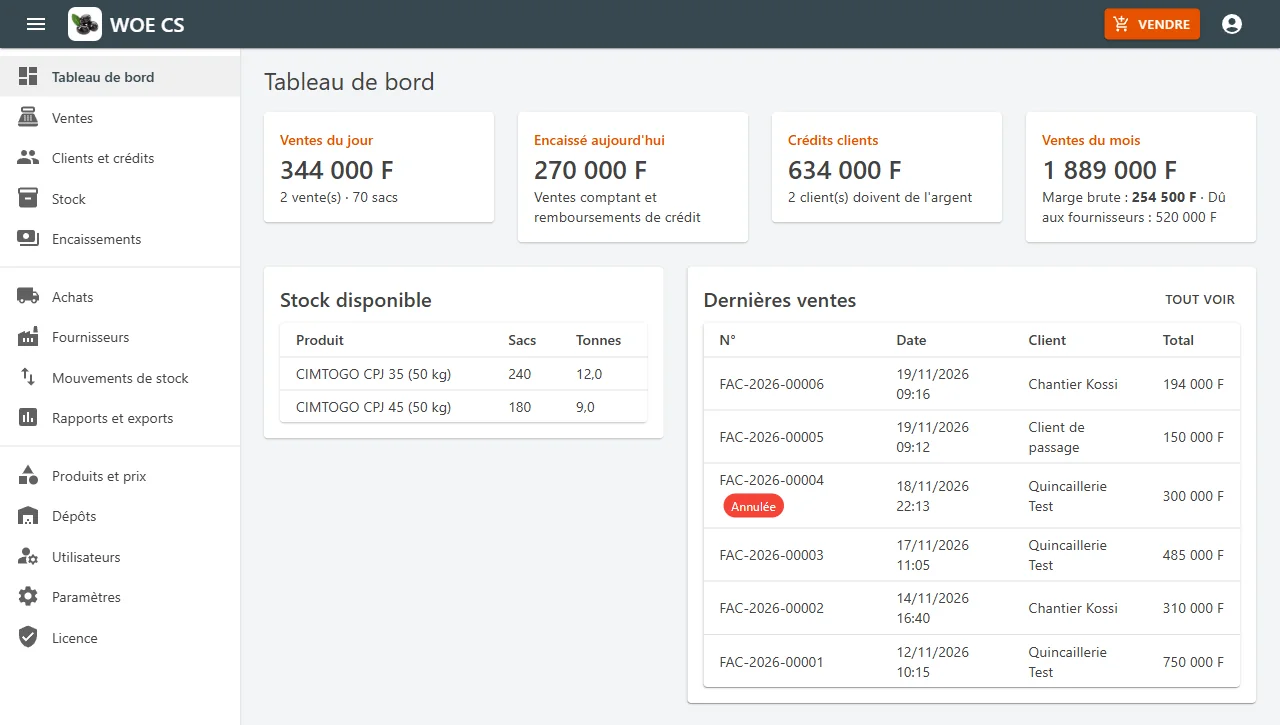 WOE CS
VENDRE
Tableau de bord
Ventes
Clients et crédits
Stock
Encaissements
Achats
Fournisseurs
Mouvements de stock
Rapports et exports
Produits et prix
Dépôts
Utilisateurs
Paramètres
Licence
Tableau de bord
Ventes du jour
344 000 F
2 vente(s) · 70 sacs
Encaissé aujourd'hui
270 000 F
Ventes comptant et
remboursements de crédit
Crédits clients
634 000 F
2 client(s) doivent de l'argent
Ventes du mois
1 889 000 F
Marge brute : 254 500 F · Dû
aux fournisseurs : 520 000 F
Stock disponible
Produit Sacs Tonnes
CIMTOGO CPJ 35 (50 kg) 240 12,0
CIMTOGO CPJ 45 (50 kg) 180 9,0
Dernières ventes
TOUT VOIR
N° Date Client Total
FAC-2026-00006 19/11/2026 09:16 Chantier Kossi 194 000 F
FAC-2026-00005 19/11/2026 09:12 Client de passage 150 000 F
FAC-2026-00004 Annulée 18/11/2026 22:13 Quincaillerie Test 300 000 F
FAC-2026-00003 17/11/2026 11:05 Quincaillerie Test 485 000 F
FAC-2026-00002 14/11/2026 16:40 Chantier Kossi 310 000 F
FAC-2026-00001 12/11/2026 10:15 Quincaillerie Test 750 000 F